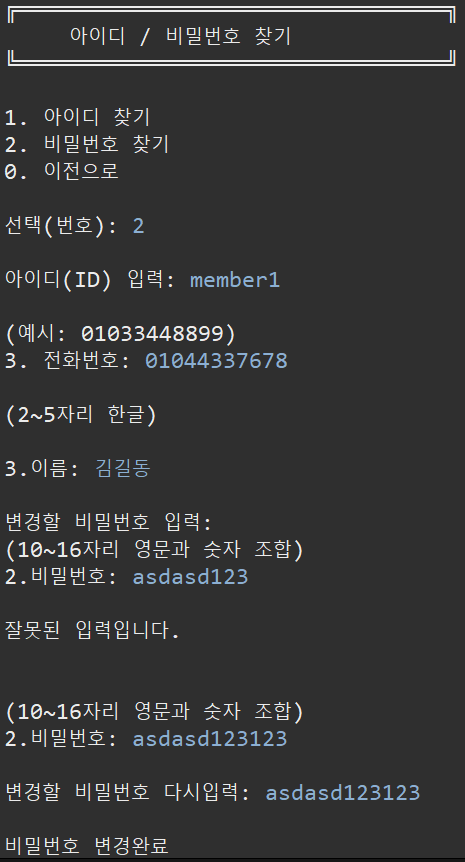 아이디 / 비밀번호 찾기
1. 아이디 찾기
2. 비밀번호 찾기
0. 이전으로
선택(번호): 2
아이디(ID) 입력: member1
(예시: 01033448899)
3. 전화번호: 01044337678
(2~5자리 한글)
3.이름: 김길동
변경할 비밀번호 입력:
(10~16자리 영문과 숫자 조합)
2.비밀번호: asdasd123
잘못된 입력입니다.
(10~16자리 영문과 숫자 조합)
2.비밀번호: asdasd123123
변경할 비밀번호 다시입력: asdasd123123
비밀번호 변경완료